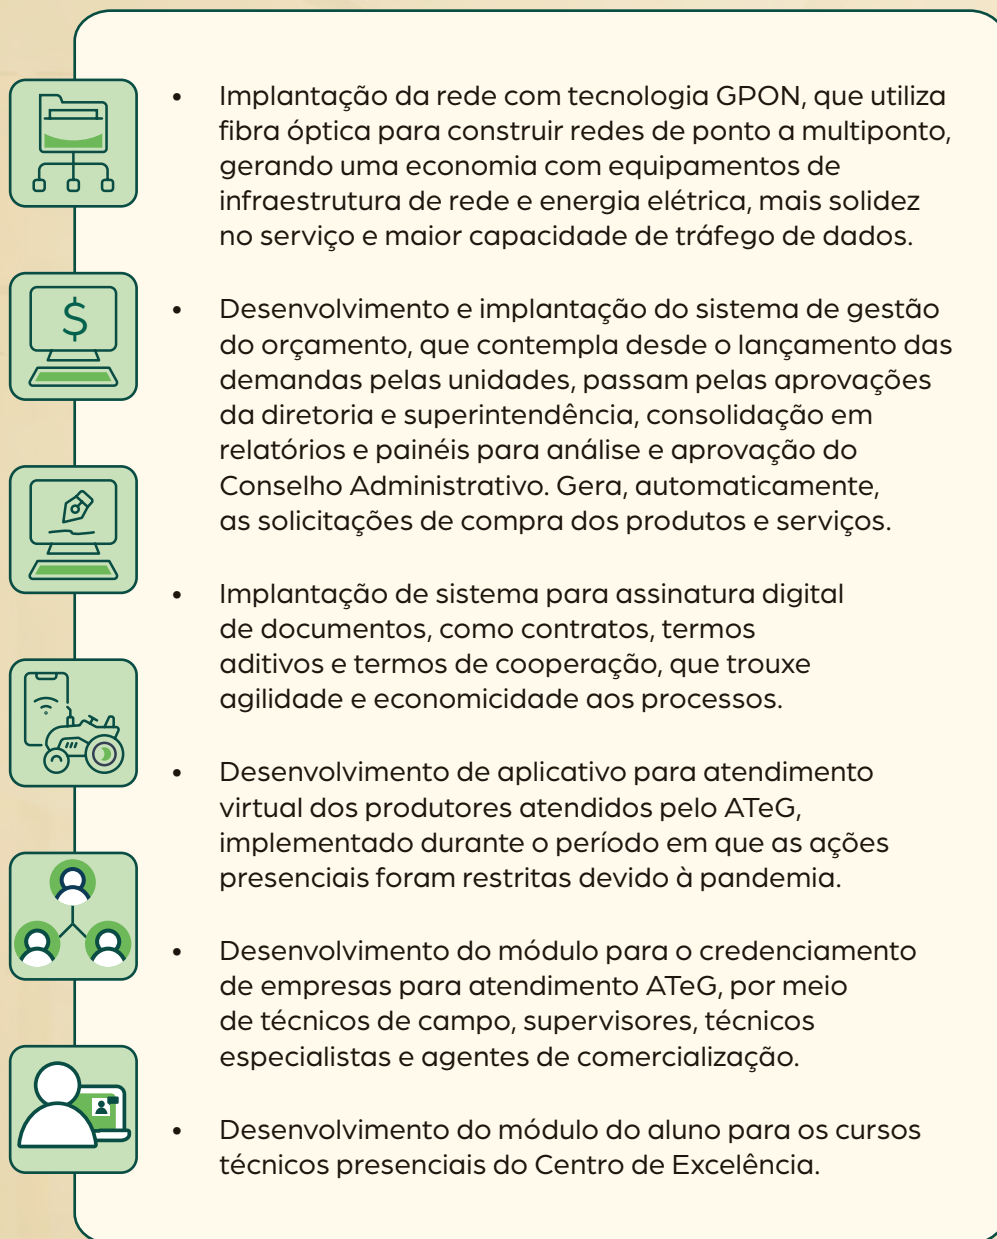 • Implantação da rede com tecnologia GPON, que utiliza
fibra óptica para construir redes de ponto a multiponto,
gerando uma economia com equipamentos de
infraestrutura de rede e energia elétrica, mais solidez
no serviço e maior capacidade de tráfego de dados.
• Desenvolvimento e implantação do sistema de gestão
do orçamento, que contempla desde o lançamento das
demandas pelas unidades, passam pelas aprovações
da diretoria e superintendência, consolidação em
relatórios e painéis para análise e aprovação do
Conselho Administrativo. Gera, automaticamente,
as solicitações de compra dos produtos e serviços.
• Implantação de sistema para assinatura digital
de documentos, como contratos, termos
aditivos e termos de cooperação, que trouxe
agilidade e economicidade aos processos.
• Desenvolvimento de aplicativo para atendimento
virtual dos produtores atendidos pelo ATeG,
implementado durante o período em que as ações
presenciais foram restritas devido à pandemia.
• Desenvolvimento do módulo para o credenciamento
de empresas para atendimento ATeG, por meio
de técnicos de campo, supervisores, técnicos
especialistas e agentes de comercialização.
• Desenvolvimento do módulo do aluno para os cursos
técnicos presenciais do Centro de Excelência.
$